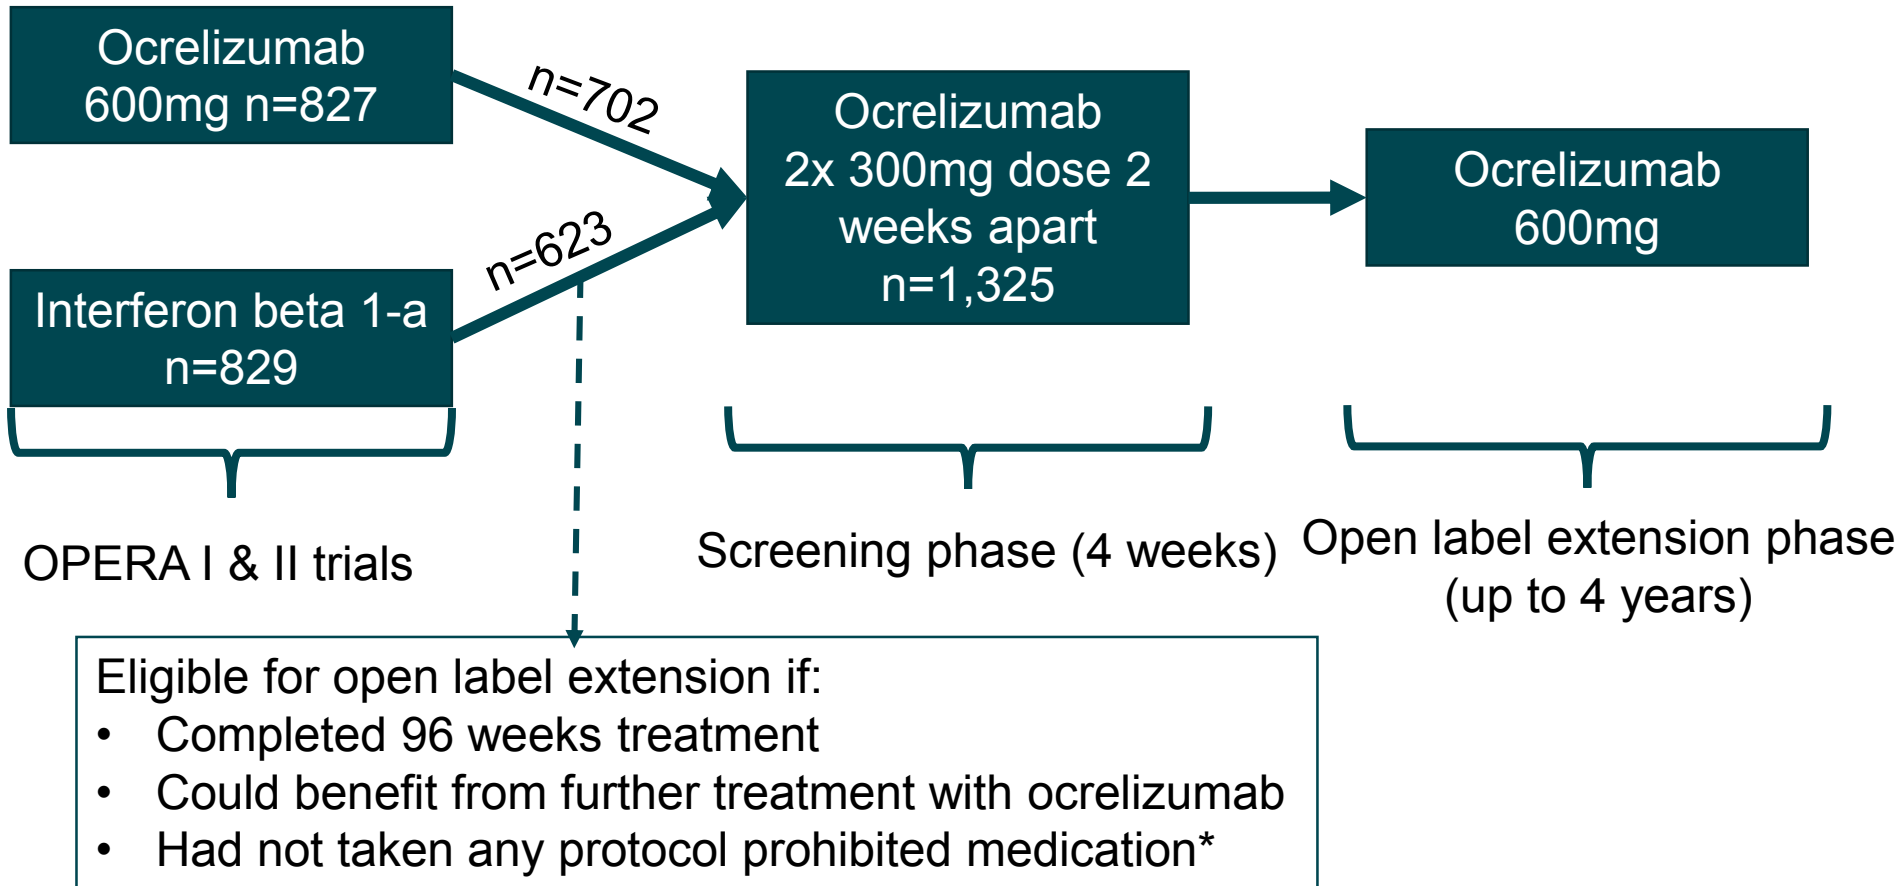 Ocrelizumab
600mg n=827
n=702
Interferon beta 1-a
n=829
n=623
Ocrelizumab
2x 300mg dose 2
weeks apart
n=1,325
Ocrelizumab
600mg
OPERA I & II trials
Screening phase (4 weeks)
Open label extension phase
(up to 4 years)
Eligible for open label extension if:
• Completed 96 weeks treatment
• Could benefit from further treatment with ocrelizumab
• Had not taken any protocol prohibited medication*